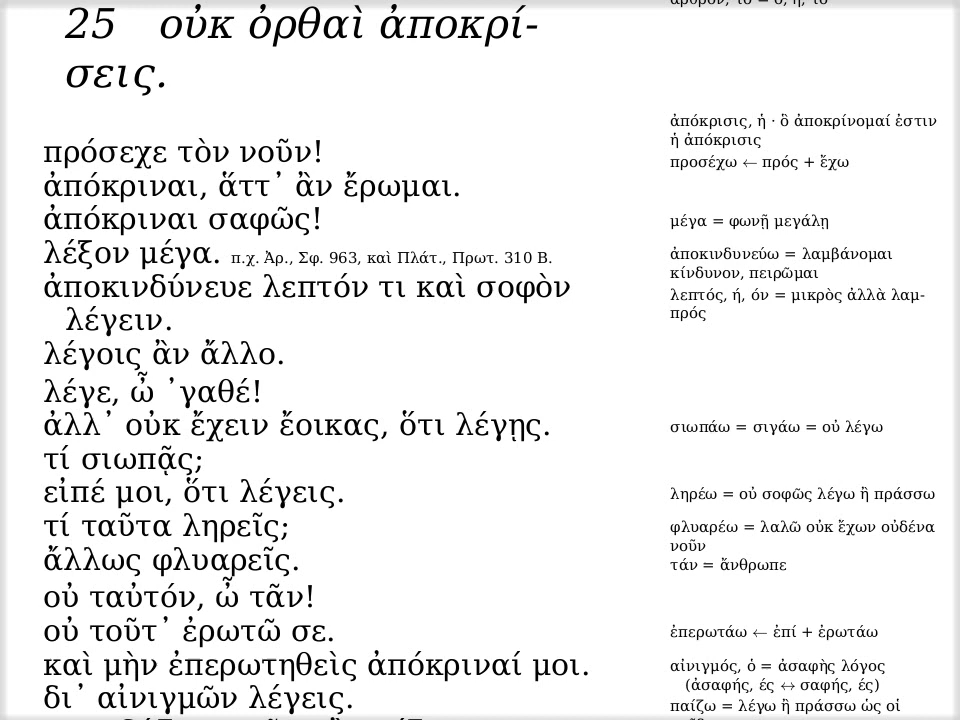 25 οὐκ ὀρθαὶ ἀποκρί-
σεις.
πρόσεχε τὸν νοῦν!
ἀπόκριναι, ἅττ᾽ ἂν ἔρωμαι.
ἀπόκριναι σαφῶς!
λέξον μέγα. π.χ. Ἀρ., Σφ. 963, καὶ Πλάτ., Πρωτ. 310 B.
ἀποκινδύνευε λεπτόν τι καὶ σοφὸν
λέγειν.
λέγοις ἂν ἄλλο.
λέγε, ὦ ᾽γαθέ!
ἀλλ᾽ οὐκ ἔχειν ἔοικας, ὅτι λέγῃς.
τί σιωπᾷς;
εἰπέ μοι, ὅτι λέγεις.
τί ταῦτα ληρεῖς;
ἄλλως φλυαρεῖς.
οὐ ταὐτόν, ὦ τᾶν!
οὐ τοῦτ᾽ ἐρωτῶ σε.
καὶ μὴν ἐπερωτηθεὶς ἀπόκριναί μοι.
δι᾽ αἰνιγμῶν λέγεις.
ἀπόκρισις, ἡ · ὃ ἀποκρίνομαί ἐστιν
ἡ ἀπόκρισις
προσέχω ← πρός + ἔχω
μέγα = φωνῇ μεγάλῃ
ἀποκινδυνεύω = λαμβάνομαι
κίνδυνον, πειρῶμαι
λεπτός, ή, όν = μικρὸς ἀλλὰ λαμ-
πρός
σιωπάω = σιγάω = οὐ λέγω
ληρέω = οὐ σοφῶς λέγω ἢ πράσσω
φλυαρέω = λαλῶ οὐκ ἔχων οὐδένα
νοῦν
τάν = ἄνθρωπε
ἐπερωτάω ← ἐπί + ἐρωτάω
αἰνιγμός, ὁ = ἀσαφὴς λόγος
(ἀσαφής, ές ↔ σαφής, ές)
παίζω = λέγω ἢ πράσσω ὡς οἱ